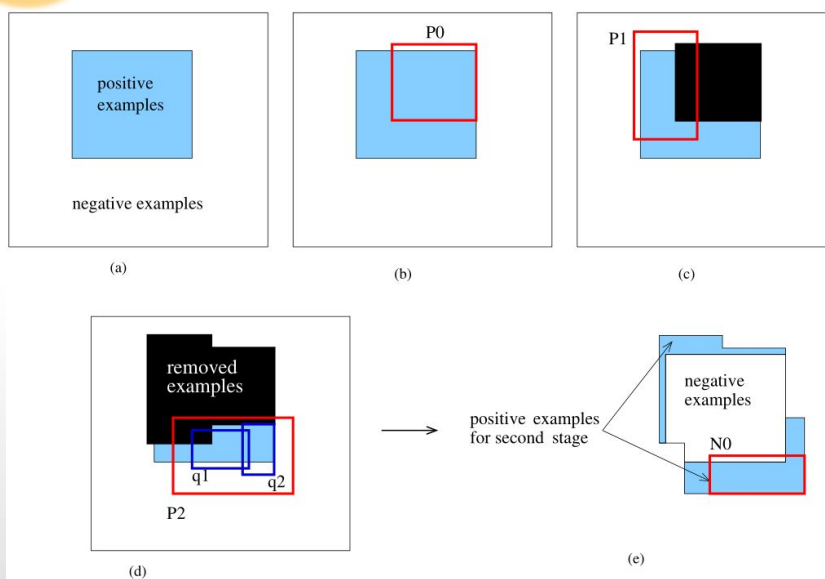 positive
examples
negative examples
(a)
P0
(b)
P1
(c)
removed
examples
q1
q2
P2
(d)
positive examples
for second stage
negative
examples
N0
(e)